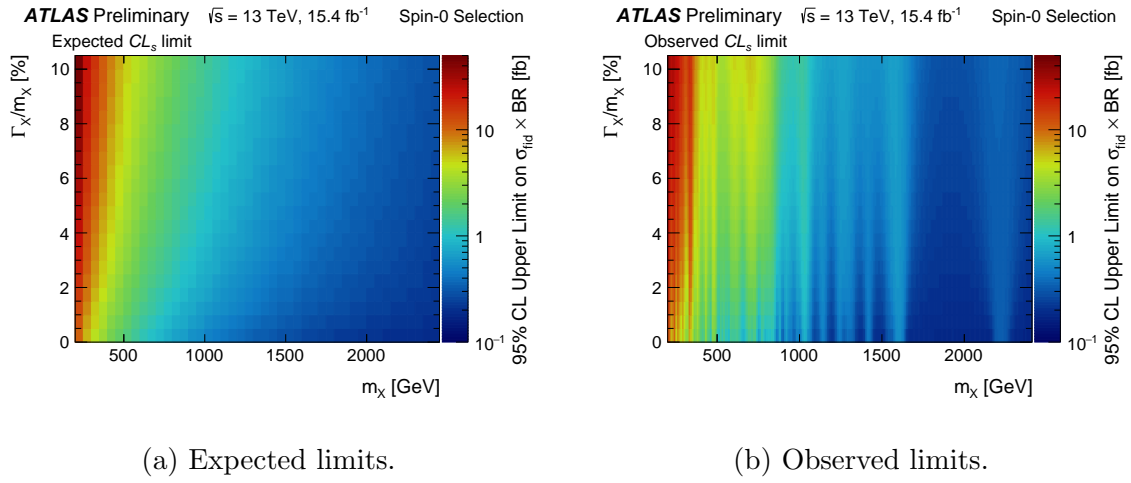 ATLAS Preliminary √s = 13 TeV, 15.4 fb⁻¹ Spin-0 Selection
Expected CLₛ limit
Γ_X/m_X [%]
10
8
6
4
2
0
500 1000 1500 2000
m_X [GeV]
10
1
10⁻¹
95% CL Upper Limit on σ_fid × BR [fb]
(a) Expected limits.
ATLAS Preliminary √s = 13 TeV, 15.4 fb⁻¹ Spin-0 Selection
Observed CLₛ limit
Γ_X/m_X [%]
10
8
6
4
2
0
500 1000 1500 2000
m_X [GeV]
10
1
10⁻¹
95% CL Upper Limit on σ_fid × BR [fb]
(b) Observed limits.